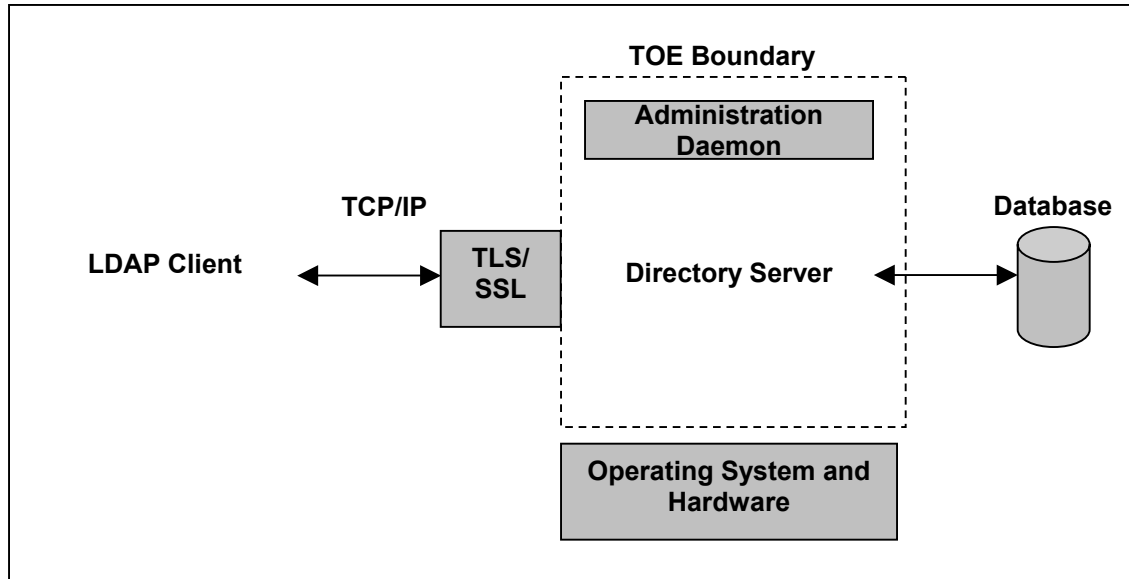 TOE Boundary
Administration
Daemon
TCP/IP
Database
LDAP Client
TLS/
SSL
Directory Server
Operating System and
Hardware